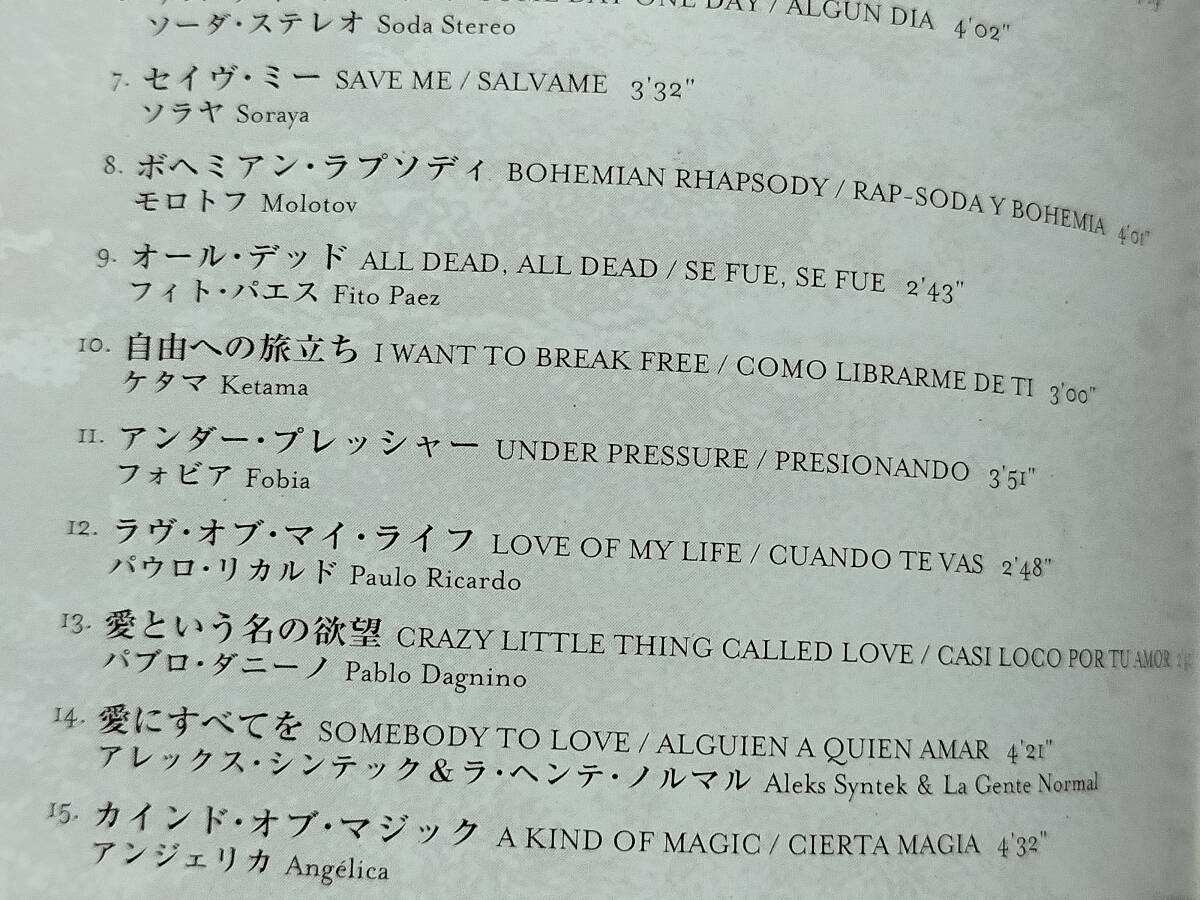 DAY ONE DAY / ALGUN DIA 4'02"
ソーダ・ステレオ Soda Stereo
7. セイヴ・ミー SAVE ME / SALVAME 3'32"
ソラヤ Soraya
8. ボヘミアン・ラプソディ BOHEMIAN RHAPSODY / RAP-SODA Y BOHEMIA 4'01"
モロトフ Molotov
9. オール・デッド ALL DEAD, ALL DEAD / SE FUE, SE FUE 2'43"
フィト・パエス Fito Paez
10. 自由への旅立ち I WANT TO BREAK FREE / COMO LIBRARME DE TI 3'00"
ケタマ Ketama
11. アンダー・プレッシャー UNDER PRESSURE / PRESIONANDO 3'51"
フォビア Fobia
12. ラヴ・オブ・マイ・ライフ LOVE OF MY LIFE / CUANDO TE VAS 2'48"
パウロ・リカルド Paulo Ricardo
13. 愛という名の欲望 CRAZY LITTLE THING CALLED LOVE / CASI LOCO POR TU AMOR
パブロ・ダニーノ Pablo Dagnino
14. 愛にすべてを SOMEBODY TO LOVE / ALGUIEN A QUIEN AMAR 4'21"
アレックス・シンテック&ラ・ヘンテ・ノルマル Aleks Syntek & La Gente Normal
15. カインド・オブ・マジック A KIND OF MAGIC / CIERTA MAGIA 4'32"
アンジェリカ Angélica